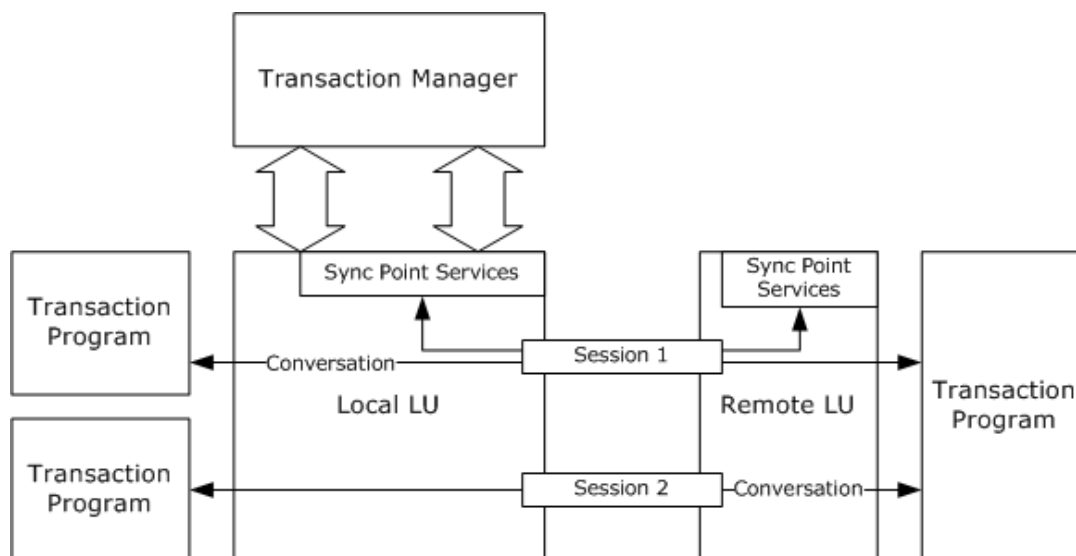 Transaction Manager
Sync Point Services
Sync Point
Services
Transaction
Program
Session 1
Conversation
Local LU
Remote LU
Transaction
Program
Transaction
Program
Session 2
Conversation